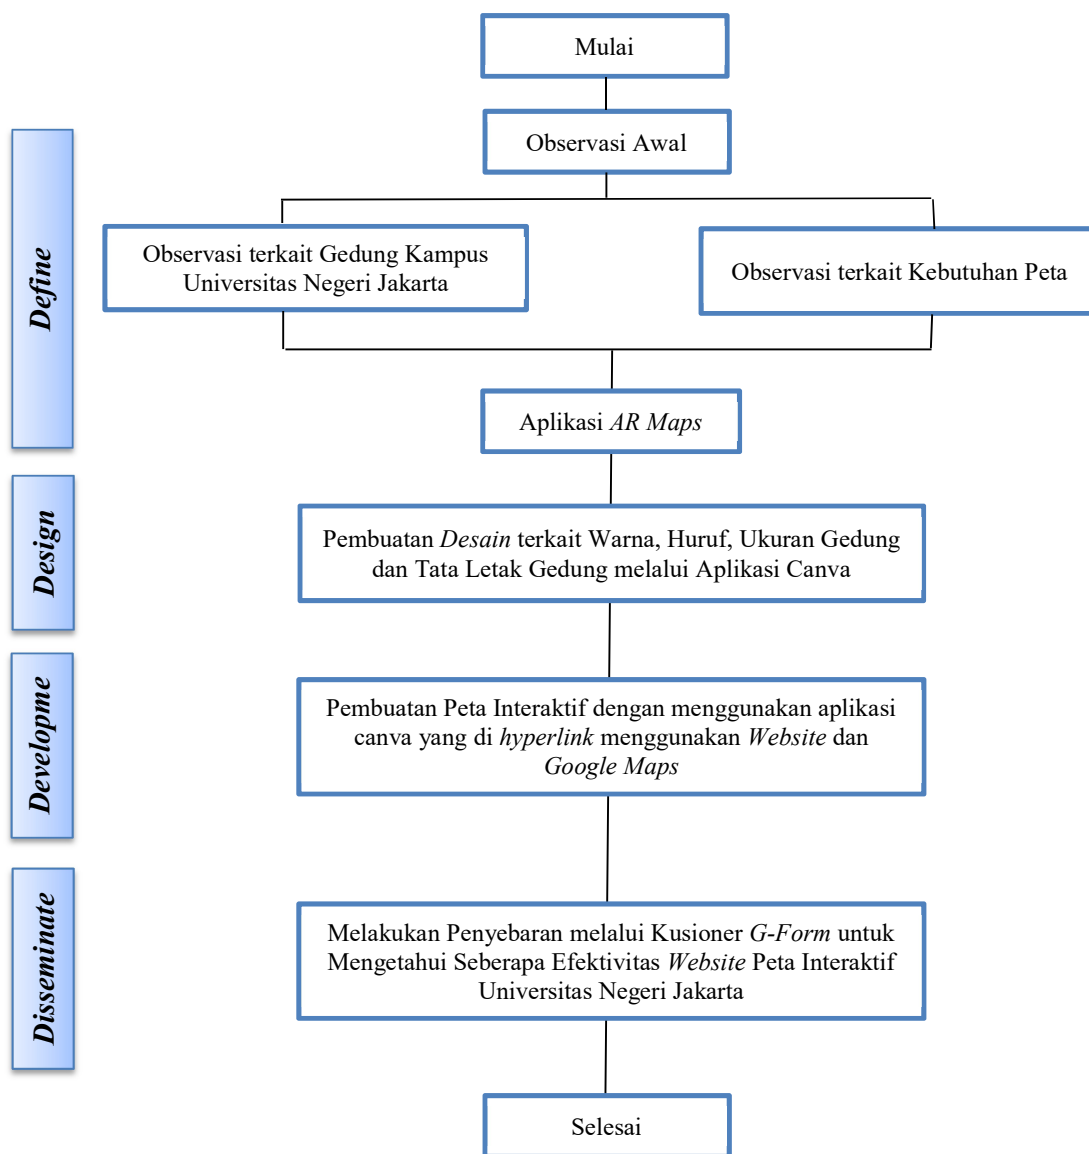 Mulai
Observasi Awal
Define
Observasi terkait Gedung Kampus
Universitas Negeri Jakarta
Observasi terkait Kebutuhan Peta
Aplikasi AR Maps
Design
Pembuatan Desain terkait Warna, Huruf, Ukuran Gedung
dan Tata Letak Gedung melalui Aplikasi Canva
Developme
Pembuatan Peta Interaktif dengan menggunakan aplikasi
canva yang di hyperlink menggunakan Website dan
Google Maps
Disseminate
Melakukan Penyebaran melalui Kusioner G-Form untuk
Mengetahui Seberapa Efektivitas Website Peta Interaktif
Universitas Negeri Jakarta
Selesai